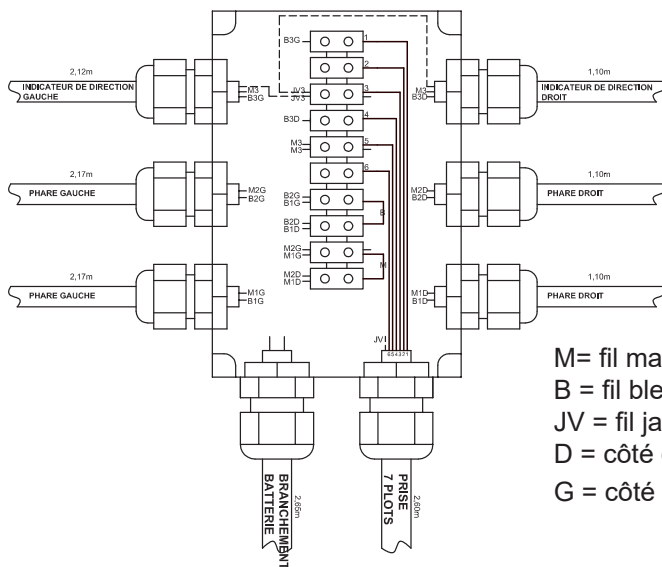 B3G
1
2
JV3
JV3
3
B3D
4
M3
M3
5
6
B2G
B1G
B
B2D
B1D
M2G
M1G
M
M2D
M1D
2,12m
INDICATEUR DE DIRECTION
GAUCHE
M3
B3G
2,17m
PHARE GAUCHE
M2G
B2G
2,17m
PHARE GAUCHE
M1G
B1G
1,10m
INDICATEUR DE DIRECTION
DROIT
M3
B3D
1,10m
PHARE DROIT
M2D
B2D
1,10m
PHARE DROIT
M1D
B1D
JV
654321
BRANCHEMENT
BATTERIE
2,65m
PRISE
7 PLOTS
2,60m
M= fil ma
B = fil ble
JV = fil ja
D = côté
G = côté